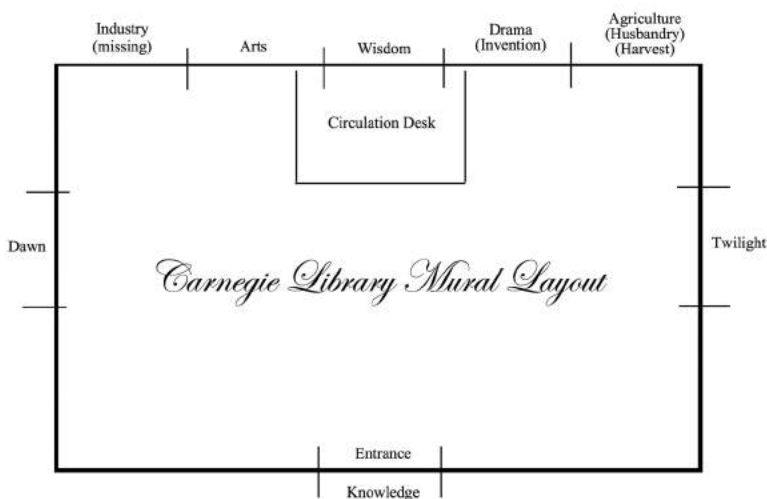 Industry
(missing)
Arts
Wisdom
Drama
(Invention)
Agriculture
(Husbandry)
(Harvest)
Circulation Desk
Dawn
Twilight
Carnegie Library Mural Layout
Entrance
Knowledge